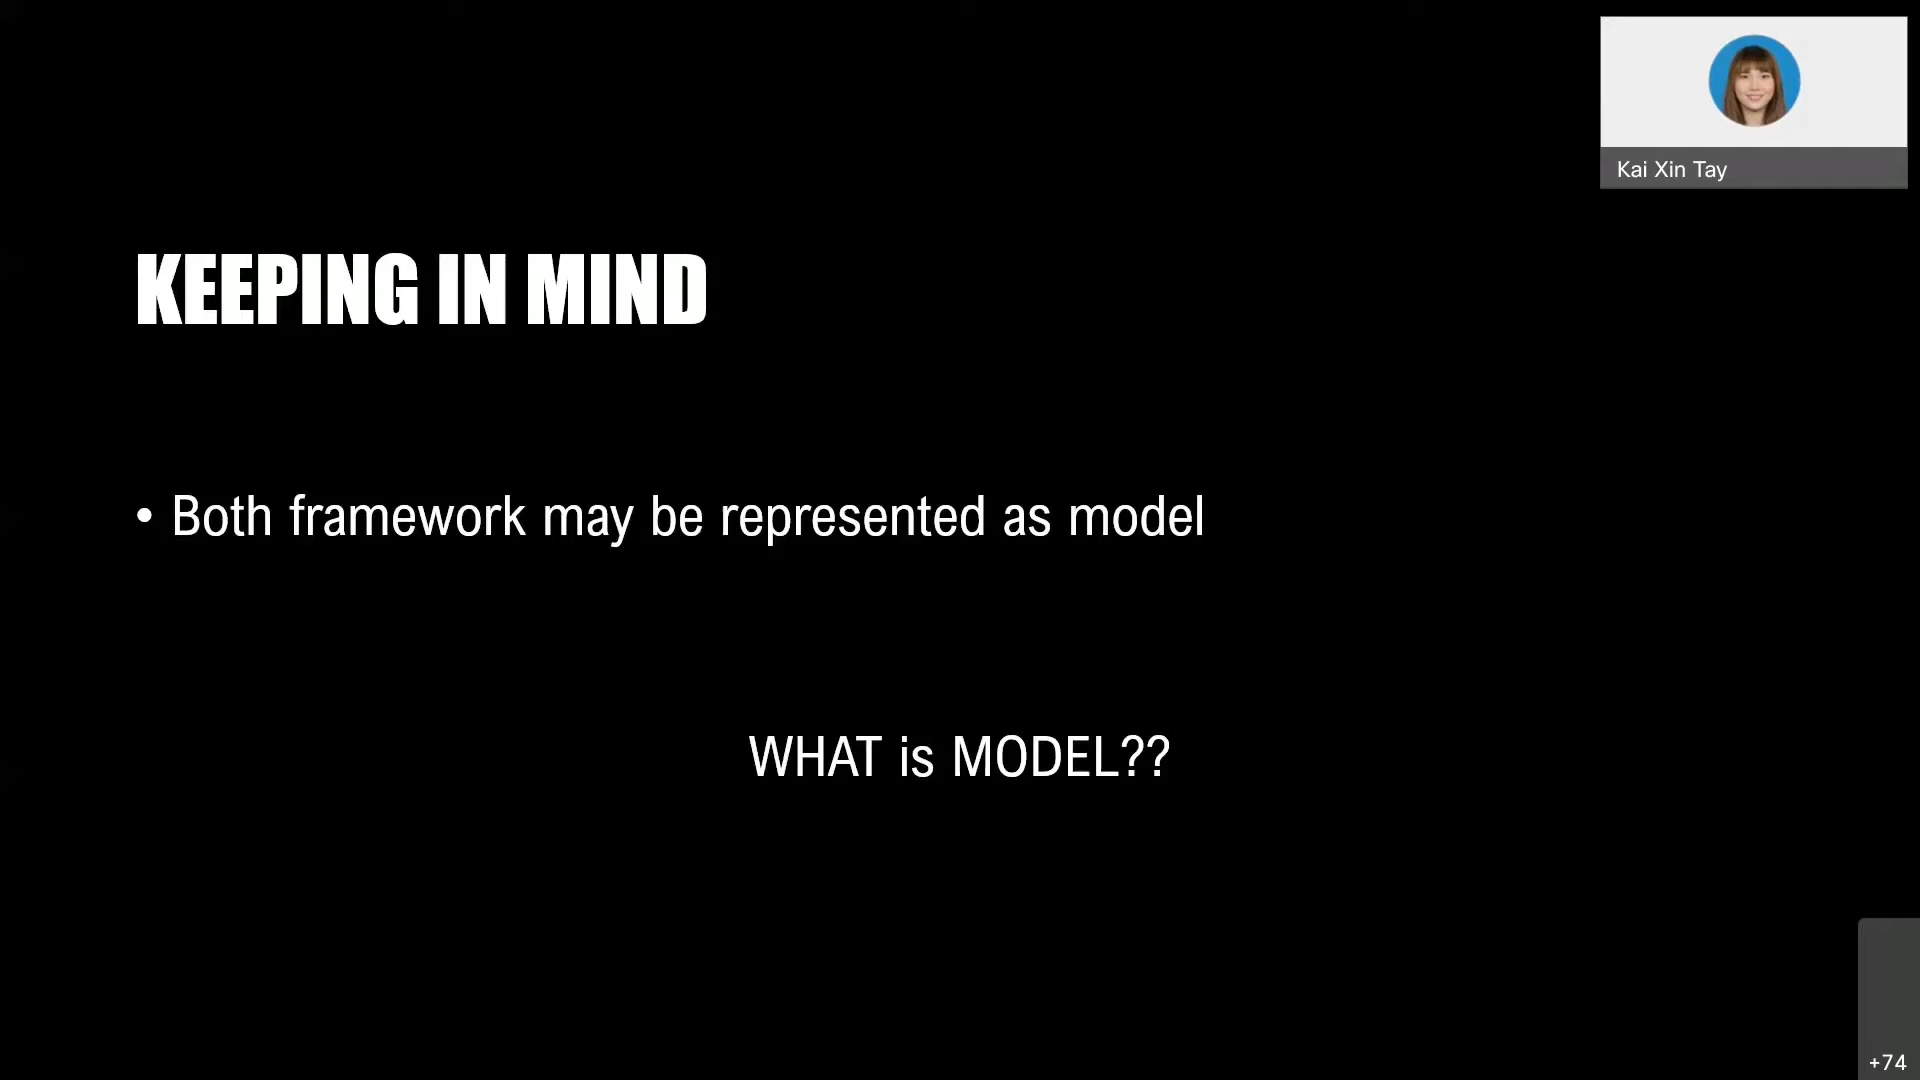 Kai Xin Tay
KEEPING IN MIND
• Both framework may be represented as model
WHAT is MODEL??
+74